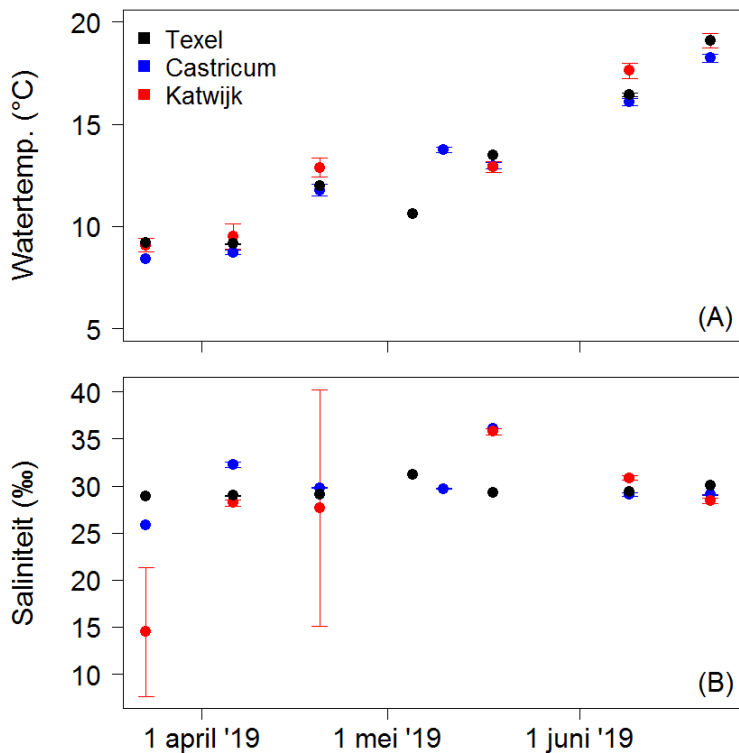 Watertemp. (°C)
20
15
10
5
Texel
Castricum
Katwijk
(A)
Saliniteit (‰)
40
35
30
25
20
15
10
(B)
1 april '19
1 mei '19
1 juni '19